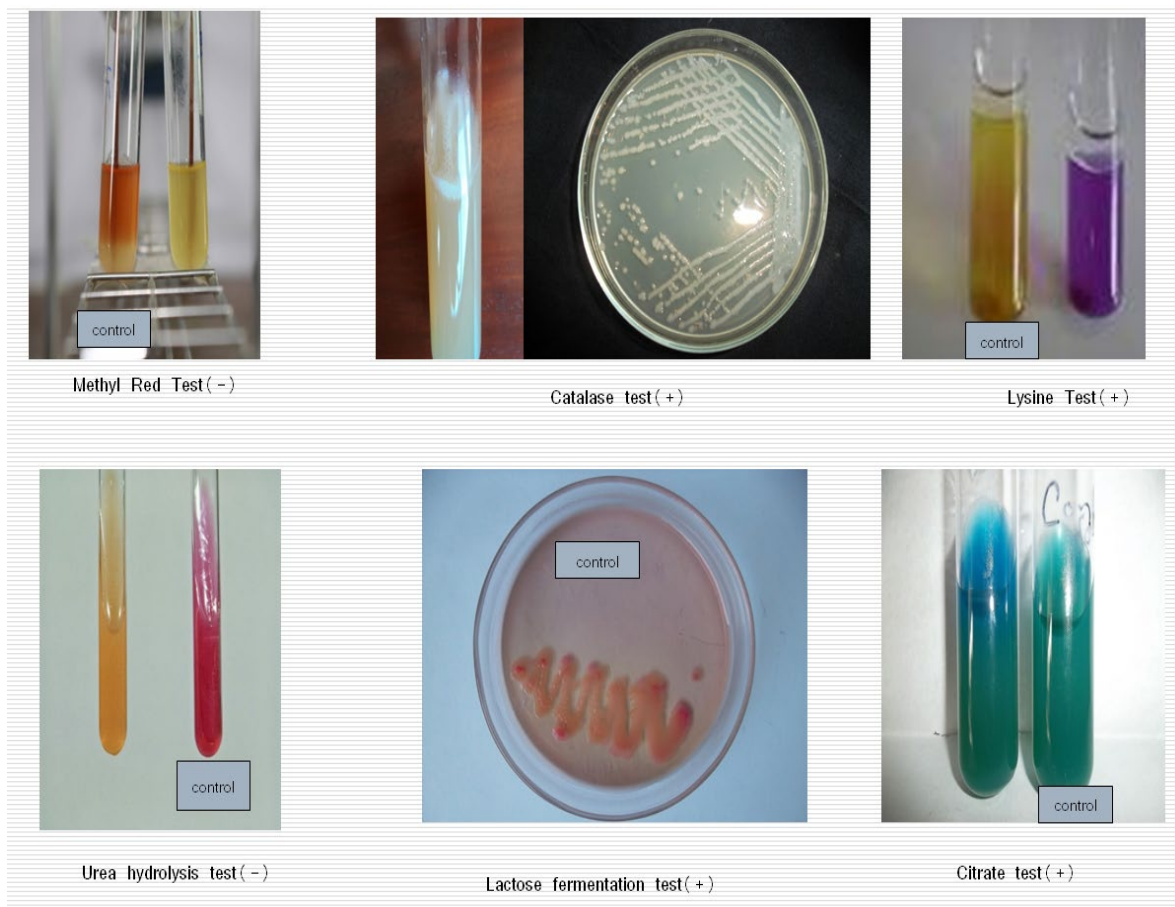 control
Methyl Red Test(-)
Catalase test(+)
control
Lysine Test(+)
control
Urea hydrolysis test(-)
control
Lactose fermentation test(+)
Con
control
Citrate test(+)